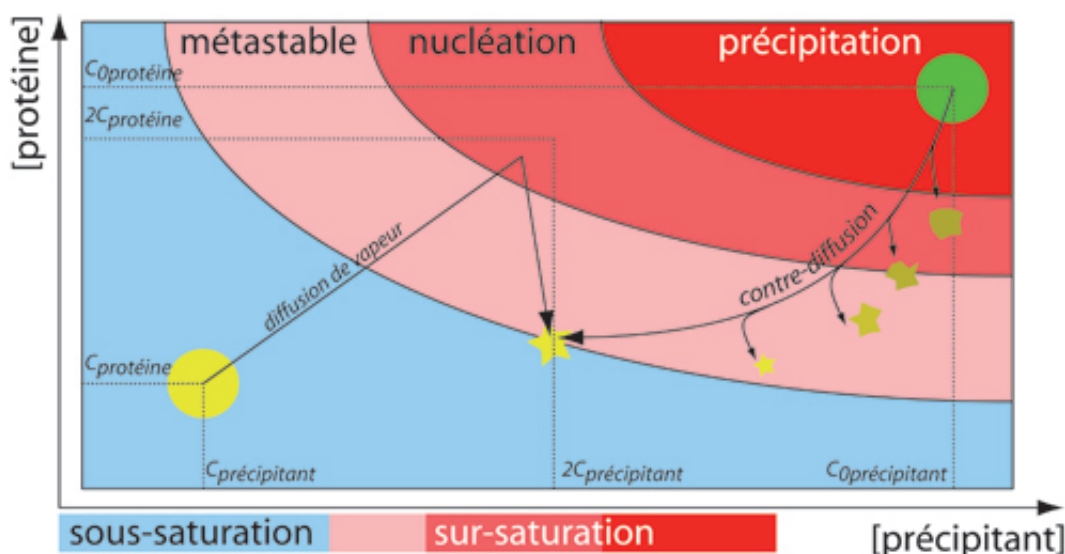 métastable nucléation précipitation
[protéine]
C0protéine
2Cprotéine
diffusion de vapeur
contre-diffusion
Cprotéine
Cprécipitant 2Cprécipitant C0précipitant
sous-saturation sur-saturation
[précipitant]